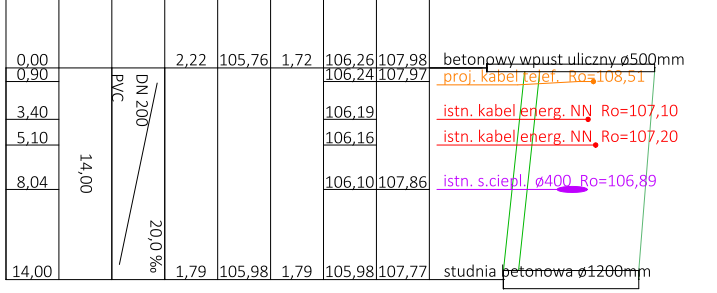 0,00 2,22 105,76 1,72 106,26 107,98 betonowy wpust uliczny ø500mm
0,90 106,24 107,97 proj. kabel telef. Ro=108,51
3,40 106,19 istn. kabel energ. NN Ro=107,10
5,10 106,16 istn. kabel energ. NN Ro=107,20
8,04 106,10 107,86 istn. s.ciepl. ø400 Ro=106,89
14,00
DN 200
PVC
20,0 ‰
14,00 1,79 105,98 1,79 105,98 107,77 studnia betonowa ø1200mm